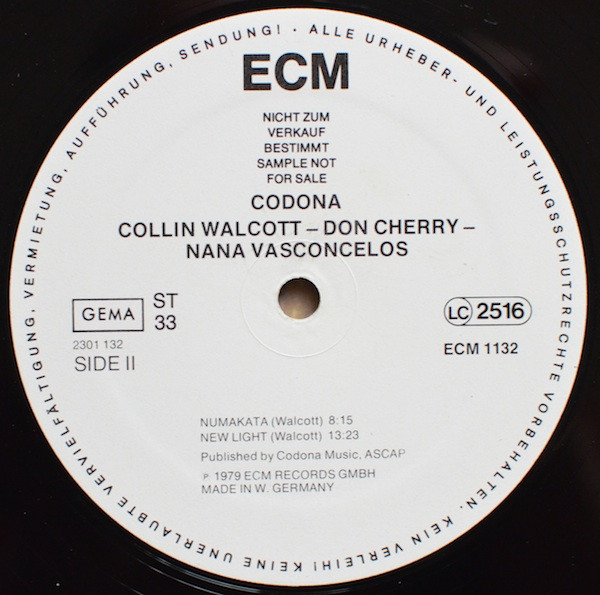 ALLE URHEBER- UND LEISTUNGSSCHUTZRECHTE VORBEHALTEN. KEIN VERLEIH! KEINE UNERLAUBTE VERVIELFÄLTIGUNG, VERMIETUNG, AUFFÜHRUNG, SENDUNG! ·
ECM
NICHT ZUM
VERKAUF
BESTIMMT
SAMPLE NOT
FOR SALE
CODONA
COLLIN WALCOTT – DON CHERRY –
NANA VASCONCELOS
GEMA
ST
33
2301 132
SIDE II
LC 2516
ECM 1132
NUMAKATA (Walcott) 8:15
NEW LIGHT (Walcott) 13:23
Published by Codona Music, ASCAP
℗ 1979 ECM RECORDS GMBH
MADE IN W. GERMANY